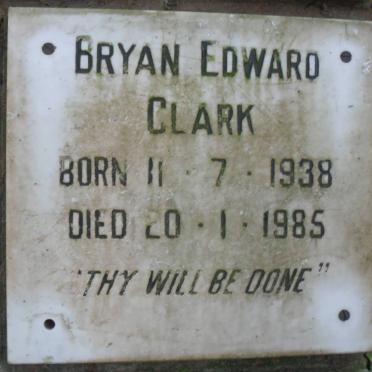 BRYAN EDWARD
CLARK
BORN 11 · 7 · 1938
DIED 20 · 1 · 1985
"THY WILL BE DONE"